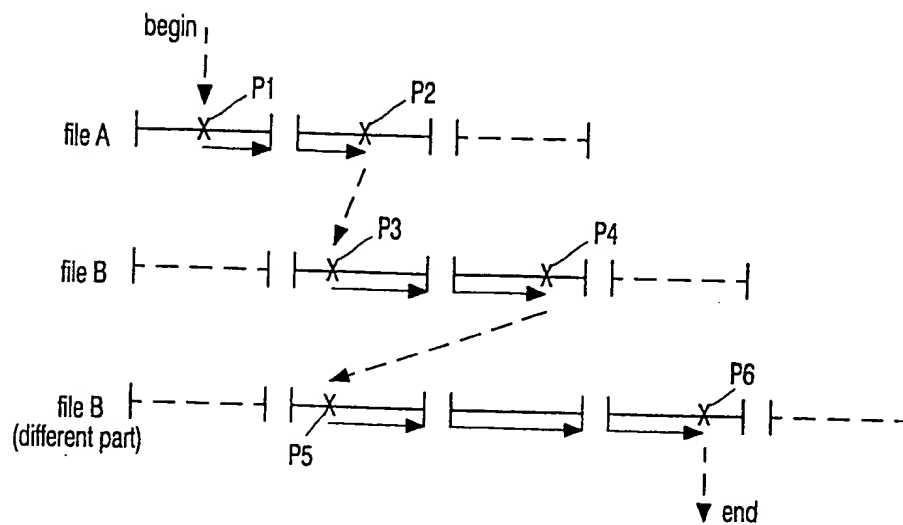 begin
P1
P2
file A
P3
P4
file B
P6
file B
(different part)
P5
end